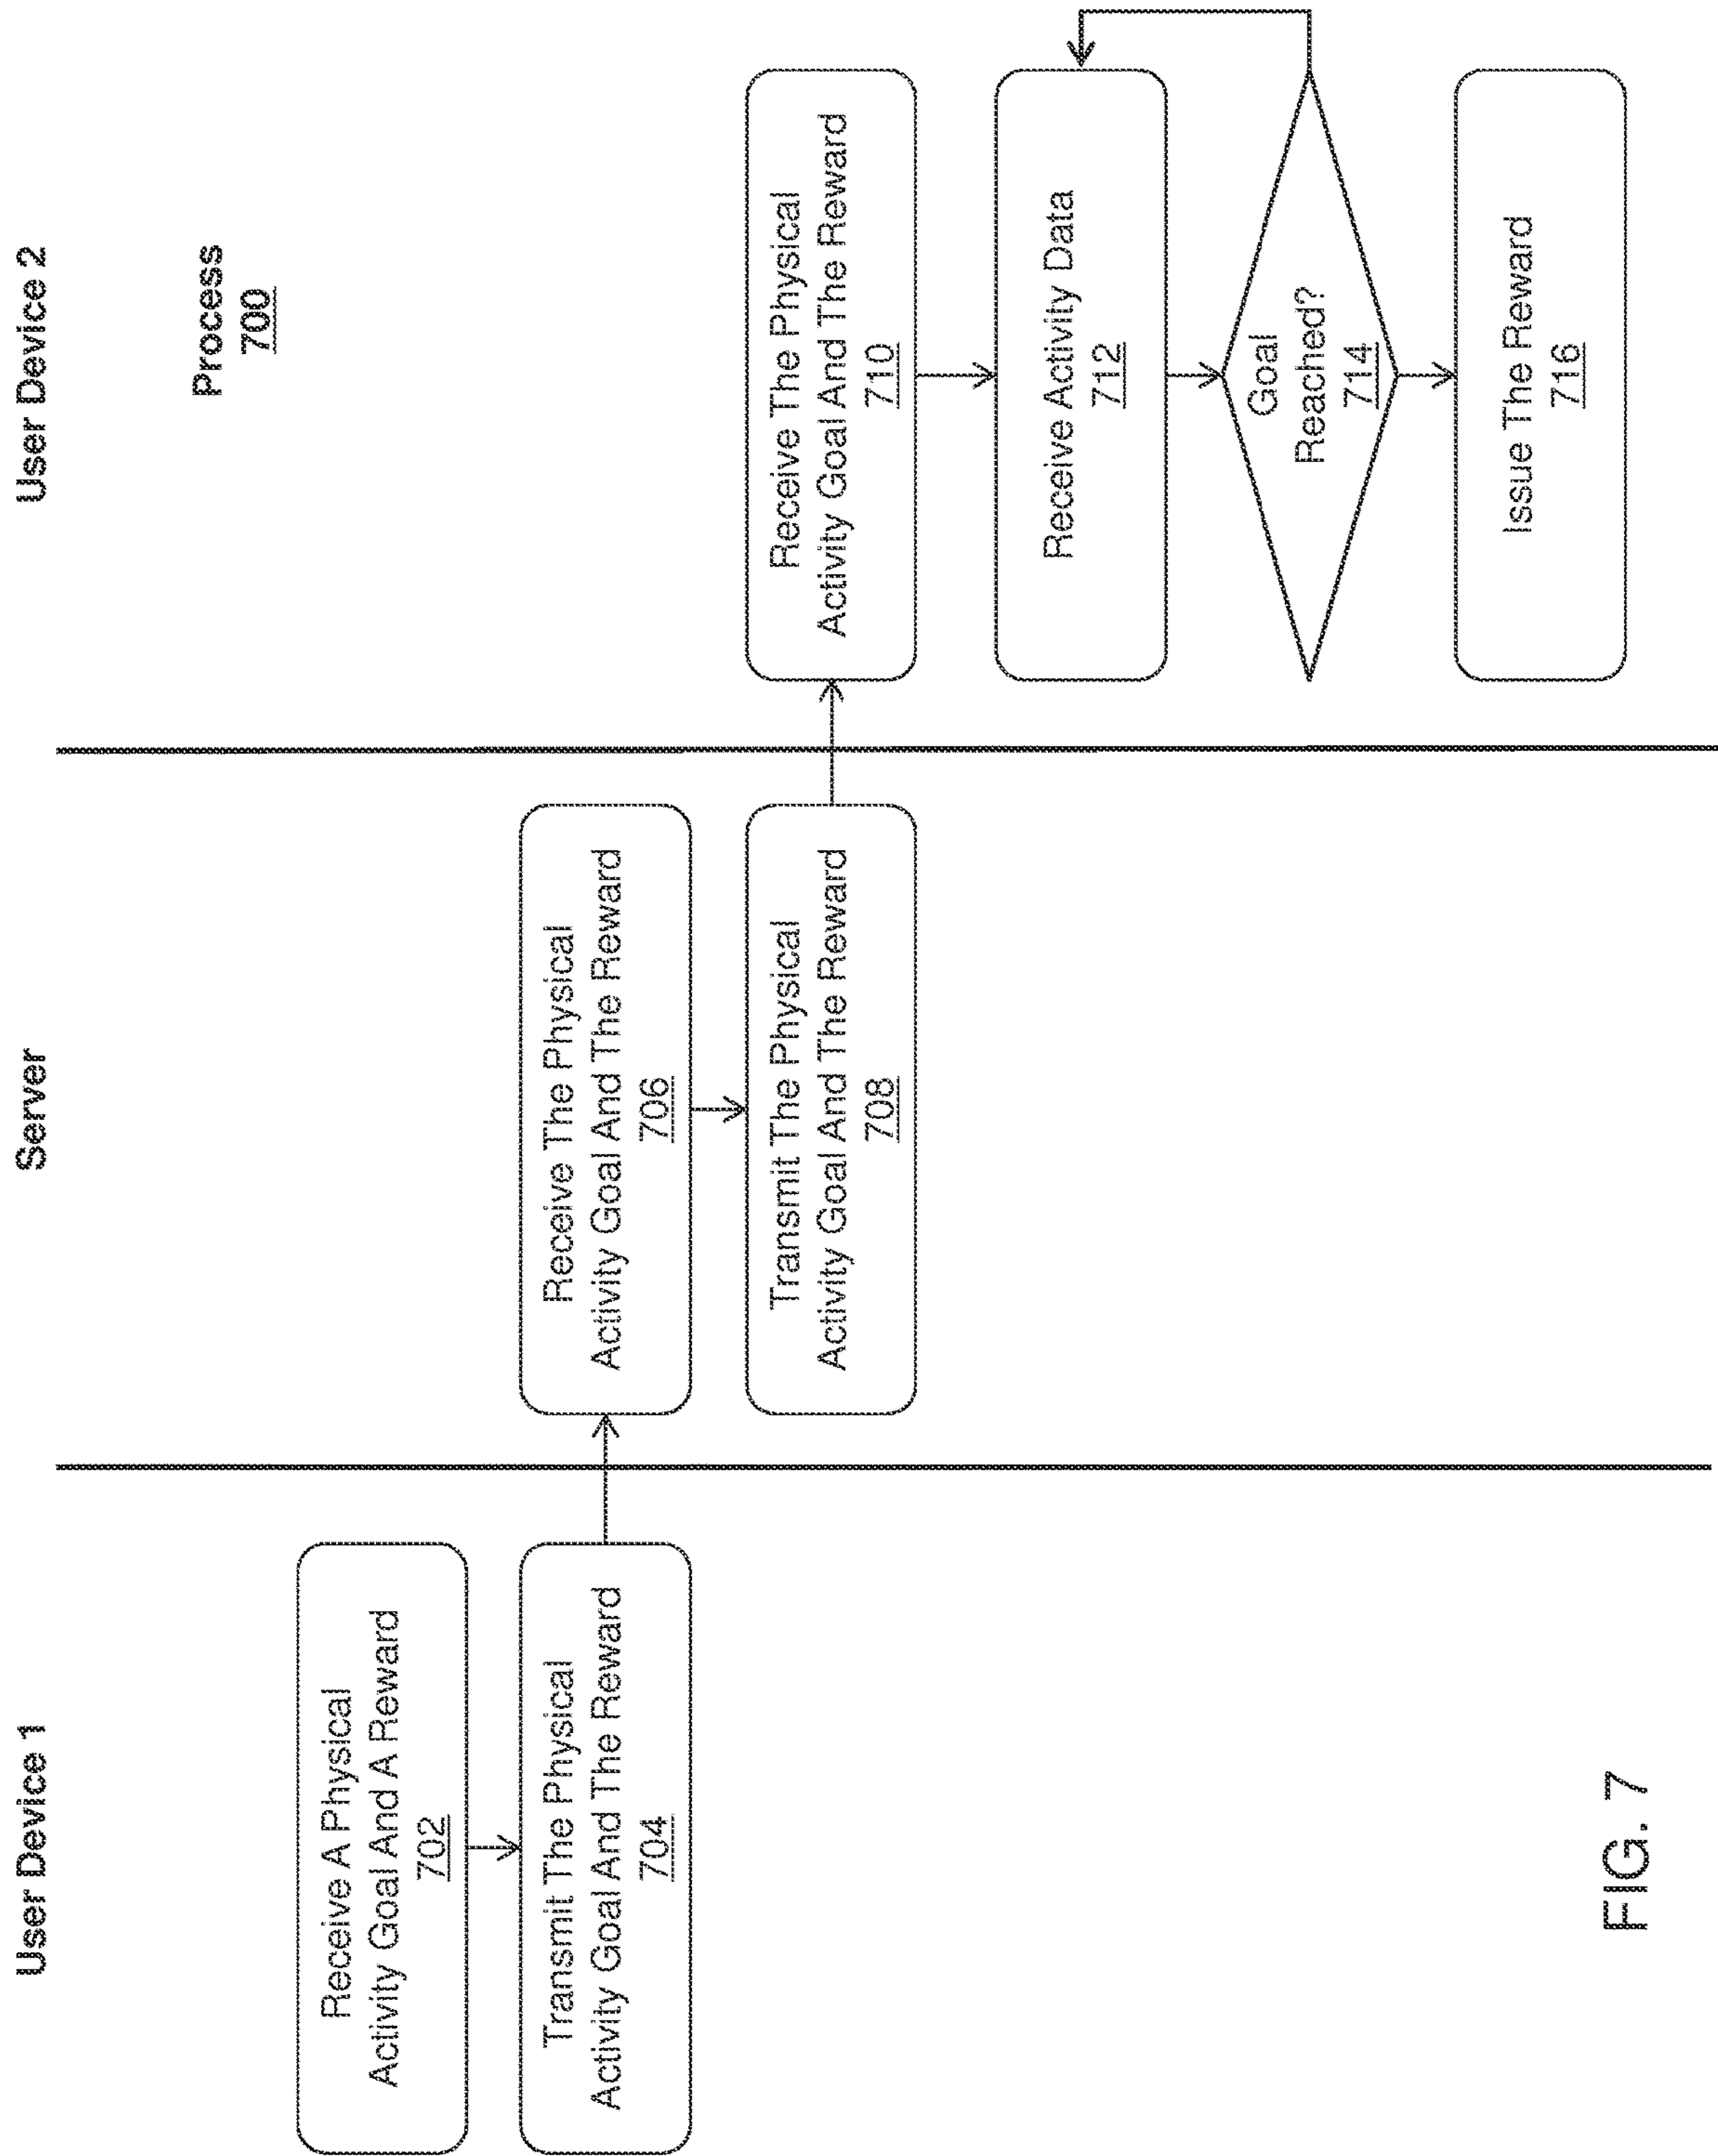 User Device 1
Server
User Device 2
Process
700
Receive A Physical
Activity Goal And A Reward
702
Transmit The Physical
Activity Goal And The Reward
704
Receive The Physical
Activity Goal And The Reward
706
Transmit The Physical
Activity Goal And The Reward
708
Receive The Physical
Activity Goal And The Reward
710
Receive Activity Data
712
Goal
Reached?
714
Issue The Reward
716
FIG. 7